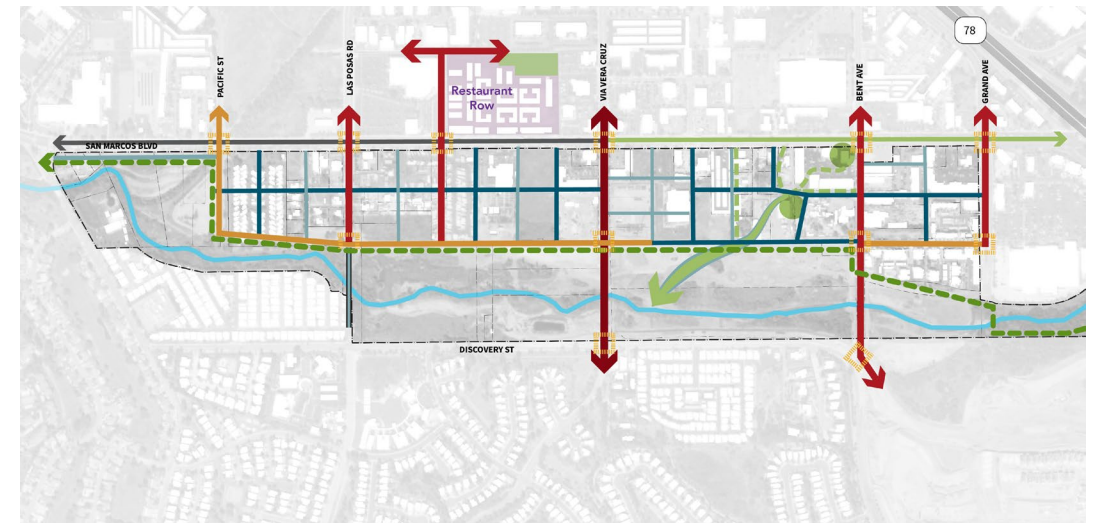 78
PACIFIC ST
LAS POSAS RD
VIA VERA CRUZ
BENT AVE
GRAND AVE
Restaurant
Row
SAN MARCOS BLVD
DISCOVERY ST